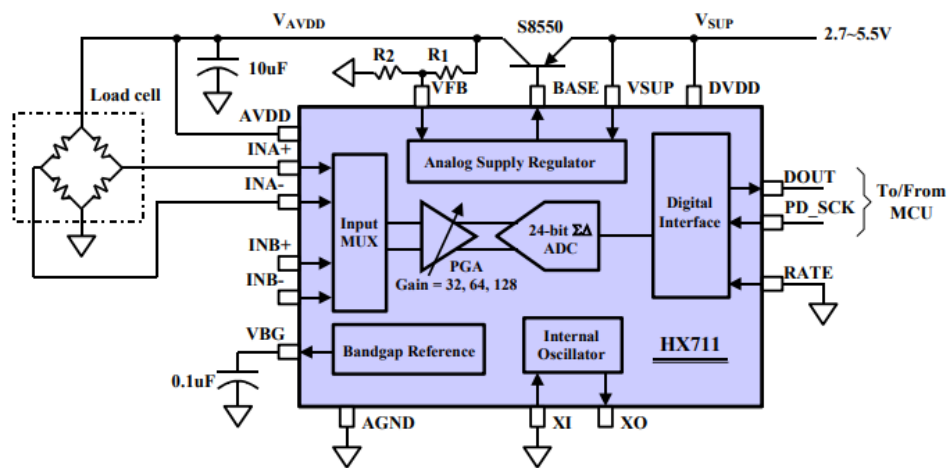 V_AVDD
S8550
V_SUP
2.7~5.5V
R2
R1
10uF
VFB
BASE
VSUP
DVDD
Load cell
AVDD
INA+
INA-
INB+
INB-
VBG
0.1uF
Analog Supply Regulator
Input
MUX
PGA
Gain = 32, 64, 128
24-bit ΣΔ
ADC
Digital
Interface
DOUT
PD_SCK
To/From
MCU
RATE
Bandgap Reference
Internal
Oscillator
HX711
AGND
XI
XO